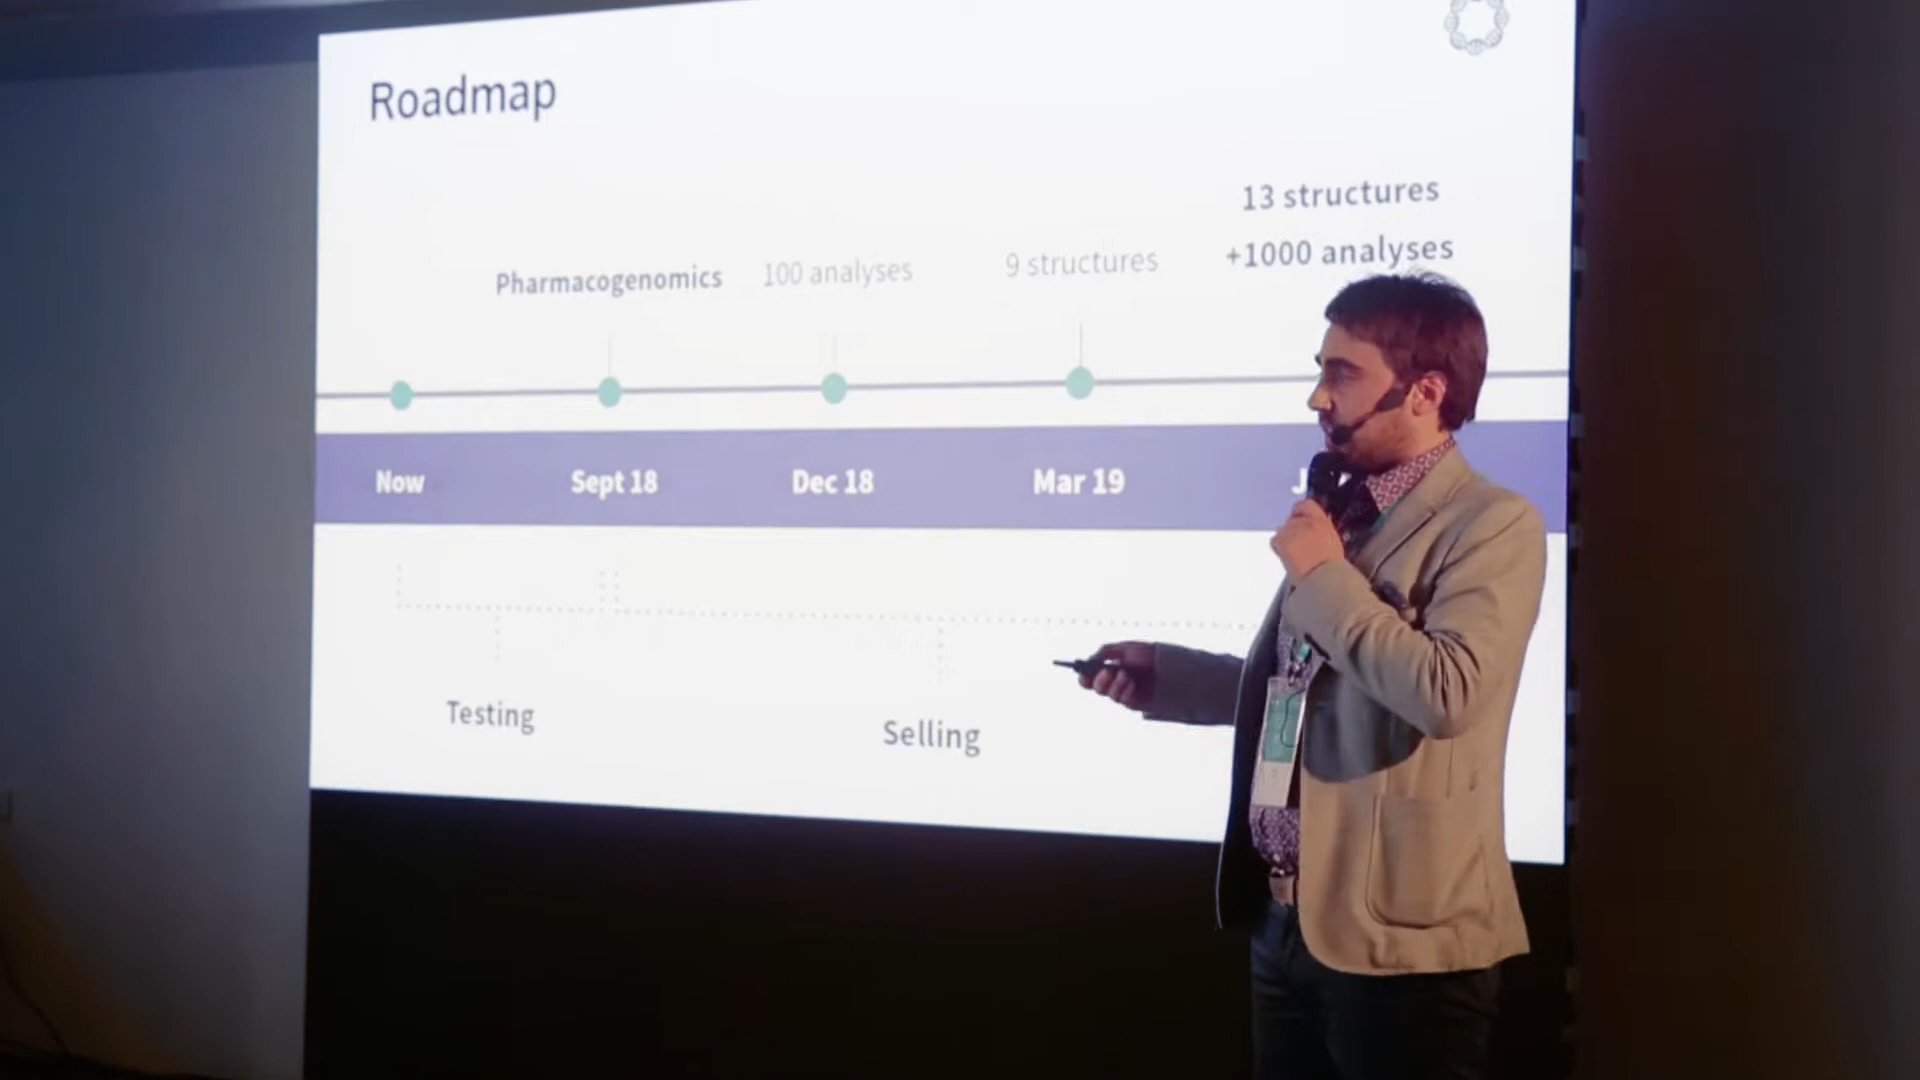 Roadmap
13 structures
+1000 analyses
Pharmacogenomics
100 analyses
9 structures
Now
Sept 18
Dec 18
Mar 19
Testing
Selling